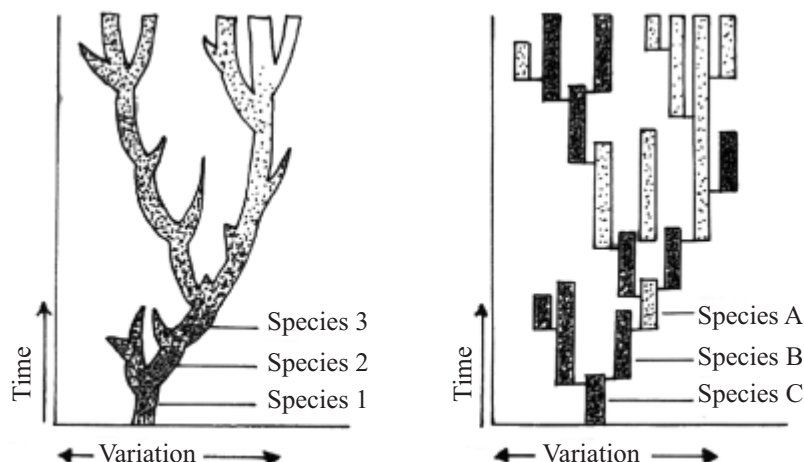 Species 3
Species 2
Species 1
Time
Variation
Species A
Species B
Species C
Time
Variation